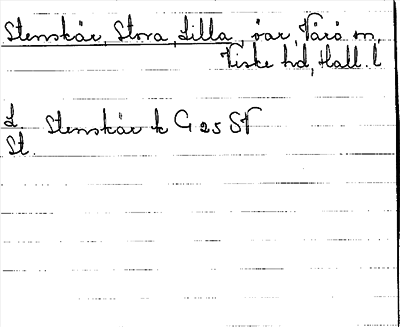 Stenskär, Stora, Lilla, öar Värö sn,
Viske hd, Hall. l
L
St. Stenskär k G 25 SV